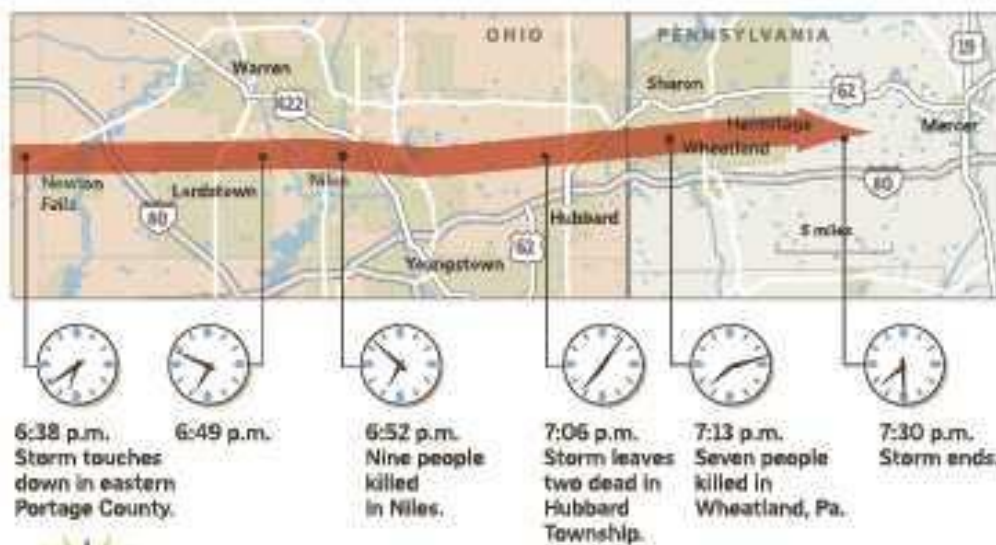 OHIO
PENNSYLVANIA
19
Warren
Sharon
62
422
Hermitage
Mercer
Wheatland
Newton
Falls
Lordstown
Niles
80
80
Hubbard
62
5 miles
Youngstown
6:38 p.m.
Storm touches
down in eastern
Portage County.
6:49 p.m.
6:52 p.m.
Nine people
killed
in Niles.
7:06 p.m.
Storm leaves
two dead in
Hubbard
Township.
7:13 p.m.
Seven people
killed in
Wheatland, Pa.
7:30 p.m.
Storm ends.